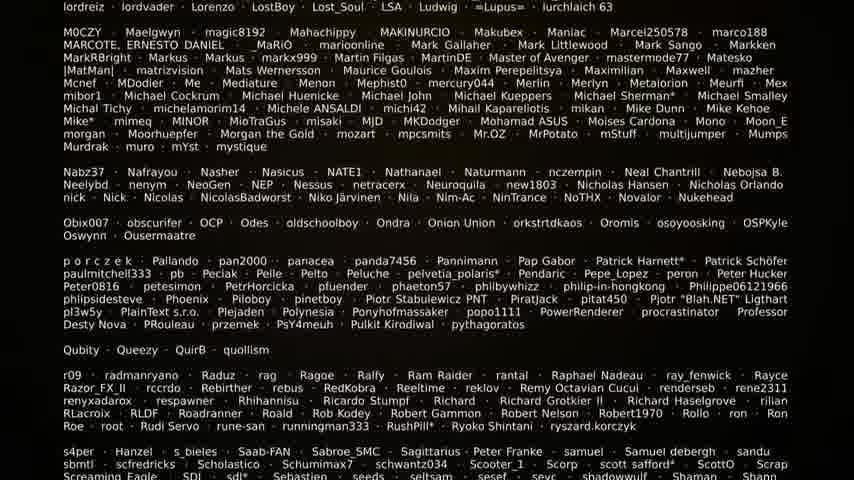 lordreiz · lordvader · Lorenzo · LostBoy · Lost_Soul · LSA · Ludwig · =Lupus= · lurchlaich 63
M0CZY · Maelgwyn · magic8192 · Mahachippy · MAKINURCIO · Makubex · Maniac · Marcel250578 · marco188
MARCOTE, ERNESTO DANIEL · _MaRiO · marioonline · Mark Gallaher · Mark Littlewood · Mark Sango · Markken
MarkRBright · Markus · Markus · markx999 · Martin Filgas · MartinDE · Master of Avenger · mastermode77 · Matesko
|MatMan| · matrizvision · Mats Wernersson · Maurice Goulois · Maxim Perepelitsya · Maximilian · Maxwell · mazher
Mcnef · MDodier · Me · Mediature · Menon · Mephist0 · mercury044 · Merlin · Merlyn · Metalorion · Meurfi · Mex
mibor1 · Michael Cockrum · Michael Huenicke · Michael John · Michael Kueppers · Michael Sherman* · Michael Smalley
Michal Tichy · michelamorim14 · Michele ANSALDI · michi42 · Mihail Kapareliotis · mikari · Mike Dunn · Mike Kehoe
Mike* · mimeq · MINOR · MioTraGus · misaki · MJD · MKDodger · Mohamad ASUS · Moises Cardona · Mono · Moon_E
morgan · Moorhuepfer · Morgan the Gold · mozart · mpcsmits · Mr.OZ · MrPotato · mStuff · multijumper · Mumps
Murdrak · muro · mYst · mystique
Nabz37 · Nafrayou · Nasher · Nasicus · NATE1 · Nathanael · Naturmann · nczempin · Neal Chantrill · Nebojsa B.
Neelybd · nenym · NeoGen · NEP · Nessus · netracerx · Neuroquila · new1803 · Nicholas Hansen · Nicholas Orlando
nick · Nick · Nicolas · NicolasBadworst · Niko Järvinen · Nila · Nim-Ac · NinTrance · NoTHX · Novalor · Nukehead
Obix007 · obscurifer · OCP · Odes · oldschoolboy · Ondra · Onion Union · orkstrtdkaos · Oromis · osoyoosking · OSPKyle
Oswynn · Ousermaatre
p o r c z e k · Pallando · pan2000 · panacea · panda7456 · Pannimann · Pap Gabor · Patrick Harnett* · Patrick Schöfer
paulmitchell333 · pb · Peciak · Pelle · Pelto · Peluche · pelvetia_polaris* · Pendaric · Pepe_Lopez · peron · Peter Hucker
Peter0816 · petesimon · PetrHorcicka · pfuender · phaeton57 · philbywhizz · philip-in-hongkong · Philippe06121966
phlipsidesteve · Phoenix · Piloboy · pinetboy · Piotr Stabulewicz PNT · PiratJack · pitat450 · Pjotr "Blah.NET" Ligthart
pl3w5y · PlainText s.r.o. · Plejaden · Polynesia · Ponyhofmassaker · popo1111 · PowerRenderer · procrastinator · Professor
Desty Nova · PRouleau · przemek · PsY4meuh · Pulkit Kirodiwal · pythagoratos
Qubity · Queezy · QuirB · quollism
r09 · radmanryano · Raduz · rag · Ragoe · Ralfy · Ram Raider · rantal · Raphael Nadeau · ray_fenwick · Rayce
Razor_FX_II · rccrdo · Rebirther · rebus · RedKobra · Reeltime · reklov · Remy Octavian Cucui · renderseb · rene2311
renyxadarox · respawner · Rhihannisu · Ricardo Stumpf · Richard · Richard Grotkier II · Richard Haselgrove · rilian
RLacroix · RLDF · Roadranner · Roald · Rob Kodey · Robert Gammon · Robert Nelson · Robert1970 · Rollo · ron · Ron
Roe · root · Rudi Servo · rune-san · runningman333 · RushPill* · Ryoko Shintani · ryszard.korczyk
s4per · Hanzel · s_bieles · Saab-FAN · Sabroe_SMC · Sagittarius · Peter Franke · samuel · Samuel debergh · sandu
sbmtl · scfredricks · Scholastico · Schumimax7 · schwantz034 · Scooter_1 · Scorp · scott safford⁴ · ScottO · Scrap
Screaming_Eagle · SDI · sdl* · Sebastien · seeds · seltsam · sesef · seyc · shadowwulf · Shaman · Shann